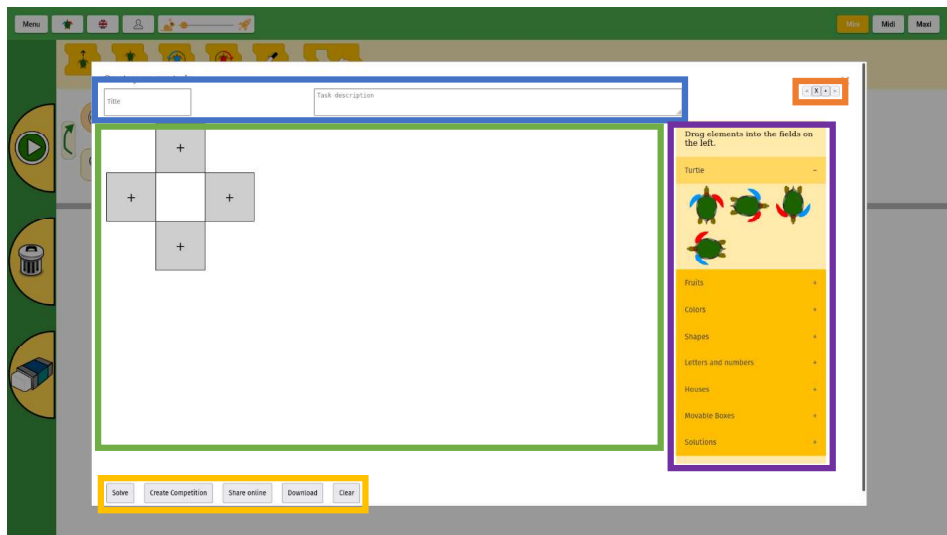 Menu
Mini Midi Maxi
Title
Task description
< X + >
Drag elements into the fields on
the left.
Turtle −
+
+ +
+
Fruits +
Colors +
Shapes +
Letters and numbers +
Houses +
Movable Boxes +
Solutions +
Solve Create Competition Share online Download Clear